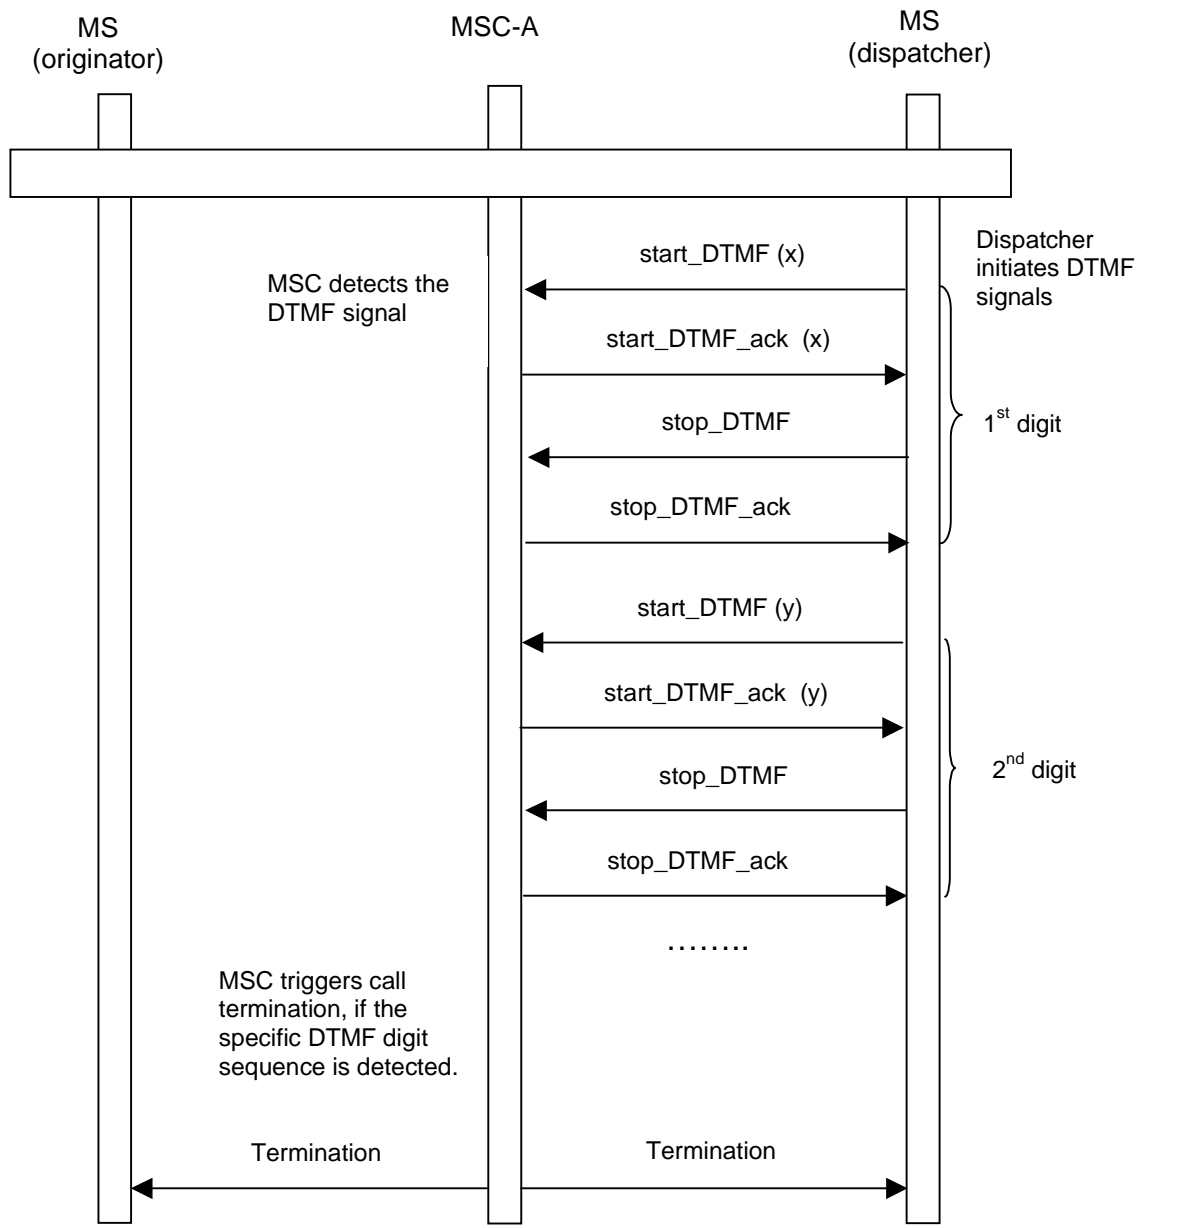 MS
(originator)
MSC-A
MS
(dispatcher)
Dispatcher
initiates DTMF
signals
start_DTMF (x)
MSC detects the
DTMF signal
start_DTMF_ack (x)
stop_DTMF
1st digit
stop_DTMF_ack
start_DTMF (y)
start_DTMF_ack (y)
stop_DTMF
2nd digit
stop_DTMF_ack
........
MSC triggers call
termination, if the
specific DTMF digit
sequence is detected.
Termination
Termination